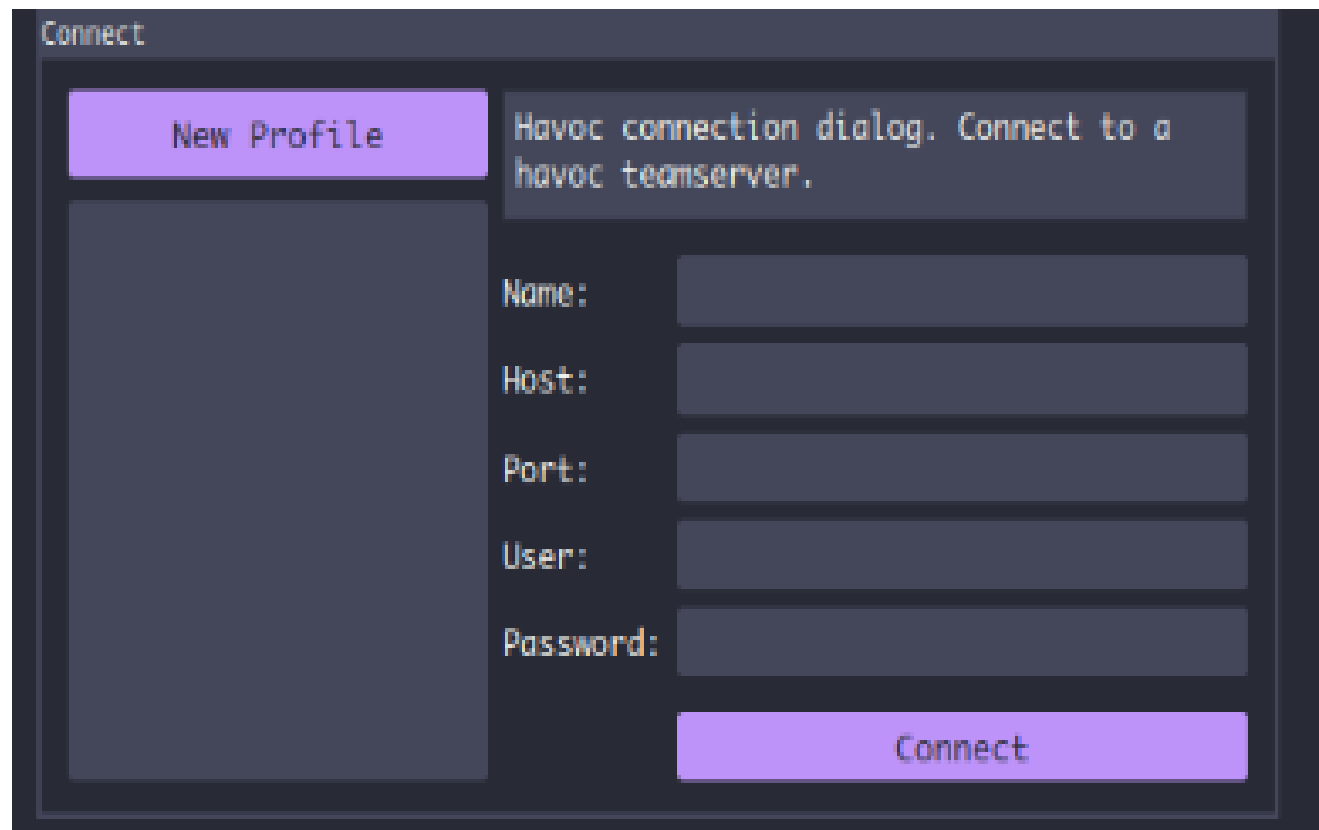 Connect
New Profile
Havoc connection dialog. Connect to a
havoc teamserver.
Name:
Host:
Port:
User:
Password:
Connect